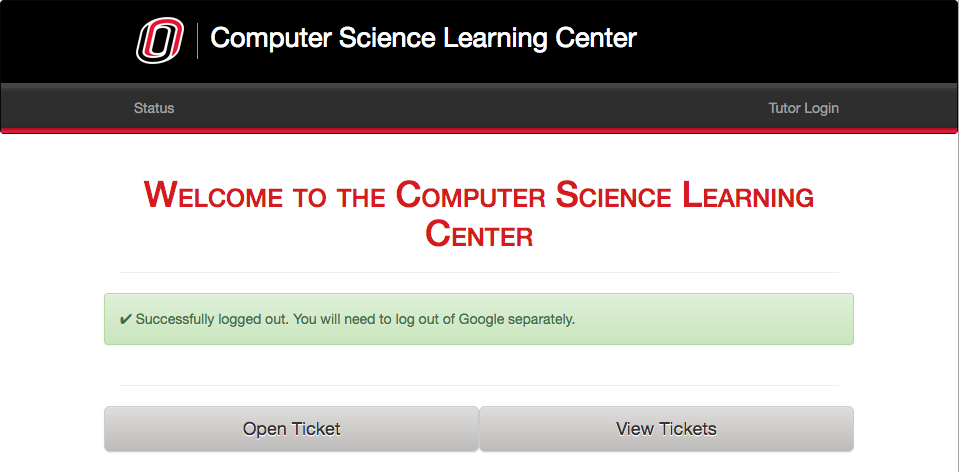 O
Computer Science Learning Center
Status
Tutor Login
Welcome to the Computer Science Learning
Center
✔ Successfully logged out. You will need to log out of Google separately.
Open Ticket
View Tickets